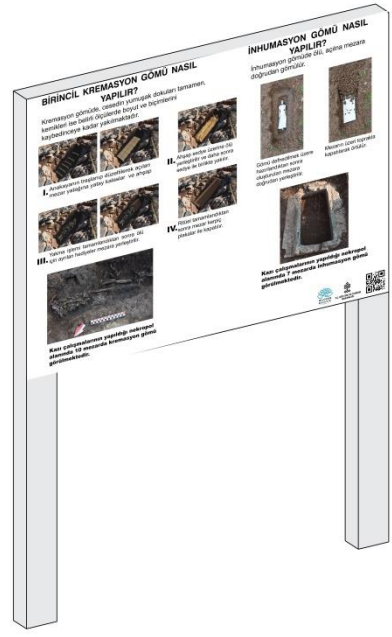 BİRİNCİL KREMASYON GÖMÜ NASIL
YAPILIR?
Kremasyon gömüde, cesedin yumuşak dokuları tamamen,
kemikleri ise belirli ölçülerde boyut ve biçimlerini
kaybedinceye kadar yakılmaktadır.
I. Anakayanın traşlanıp düzeltilerek açılan
mezar yatağına yatay kalaslar ve ahşap
II. Ahşap sedye üzerine ölü
yerleştirilir ve daha sonra
sedye ile birlikte yakılır.
III. Yakma işlemi tamamlandıktan sonra ölü
için ayrılan hediyeler mezara yerleştirilir.
IV. Ritüel tamamlandıktan
sonra mezar kerpiç
plakalar ile kapatılır.
Kazı çalışmalarının yapıldığı nekropol
alanında 10 mezarda kremasyon gömü
görülmektedir.
İNHUMASYON GÖMÜ NASIL
YAPILIR?
İnhumasyon gömüde ölü, açılan mezara
doğrudan gömülür.
Gömü defnedilmek üzere
hazırlandıktan sonra
oluşturulan mezara
doğrudan yerleştirilir.
Mezarın üzeri toprakla
kapatılarak örtülür.
Kazı çalışmalarının yapıldığı nekropol
alanında 7 mezarda inhumasyon gömü
görülmektedir.